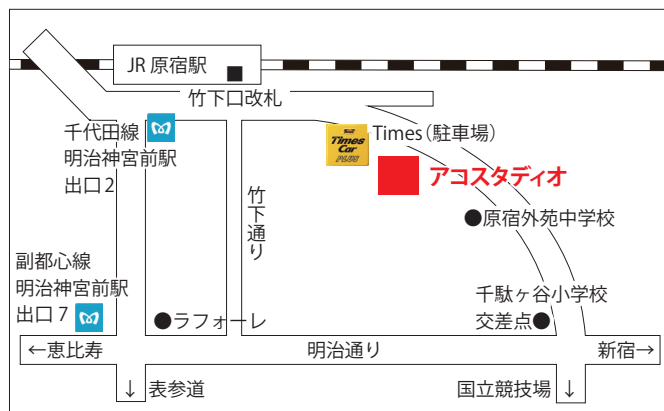 JR 原宿駅
竹下口改札
千代田線
明治神宮前駅
出口 2
Times
Car
PLUS
Times（駐車場）
アコスタディオ
竹下通り
原宿外苑中学校
副都心線
明治神宮前駅
出口 7
ラフォーレ
千駄ヶ谷小学校
交差点
←恵比寿
明治通り
新宿→
↓ 表参道
国立競技場 ↓